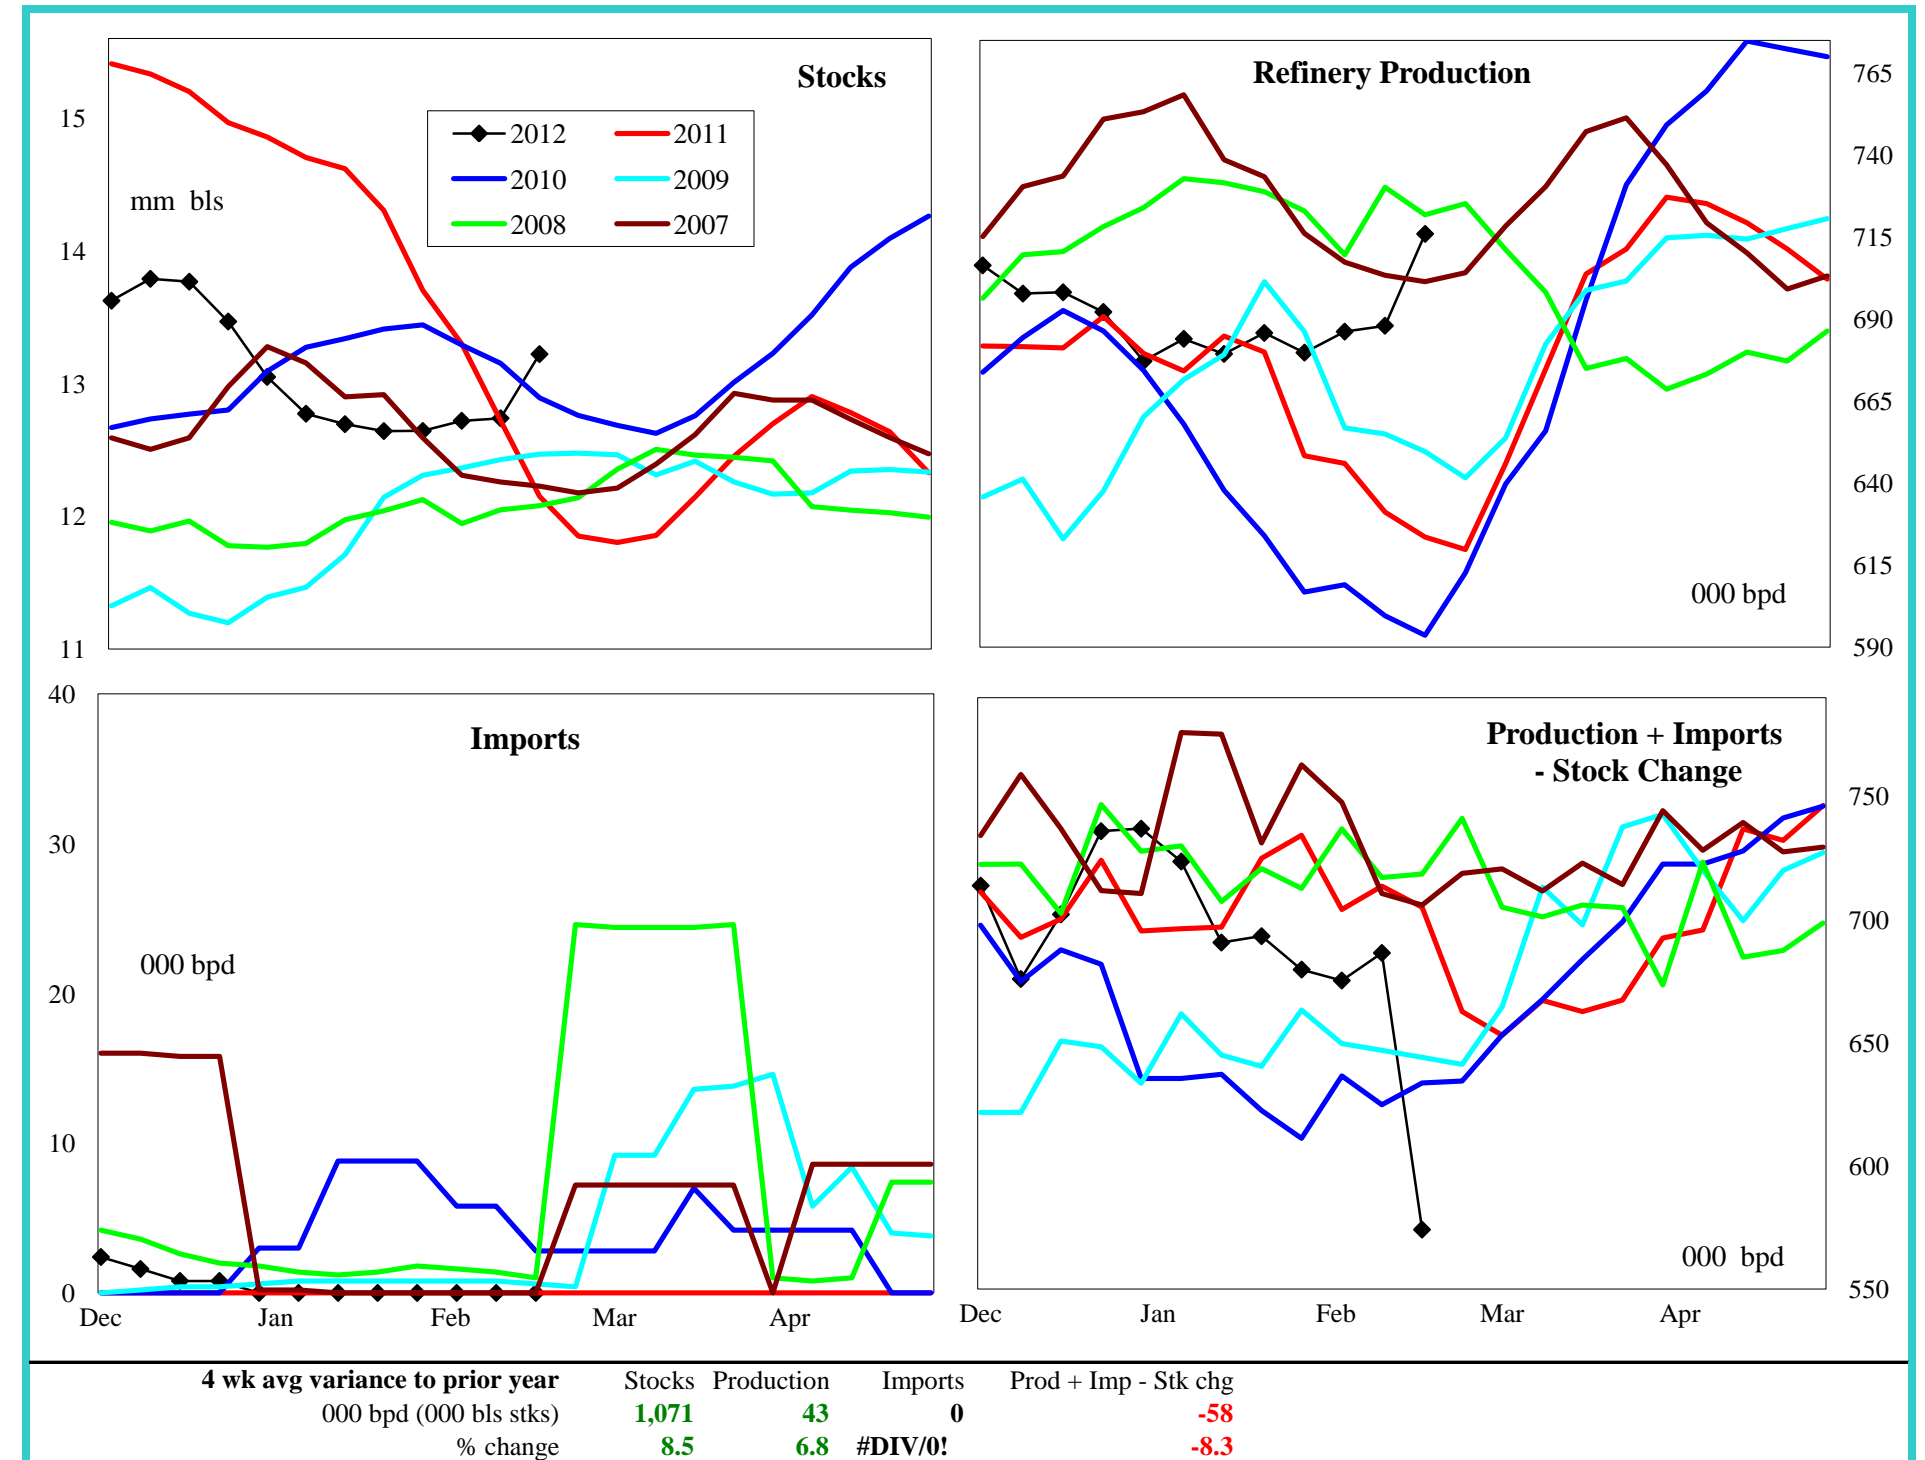 Stocks
15
14
13
12
11
mm  bls
2012 2011
2010 2009
2008 2007
Refinery Production
765
740
715
690
665
640
615
590
000 bpd
Imports
40
30
20
10
0
000 bpd
Dec Jan Feb Mar Apr
Production + Imports
- Stock Change
750
700
650
600
550
000  bpd
Dec Jan Feb Mar Apr
4 wk avg variance to prior year Stocks Production Imports Prod + Imp - Stk chg
000 bpd (000 bls stks) 1,071 43 0 -58
% change 8.5 6.8 #DIV/0! -8.3